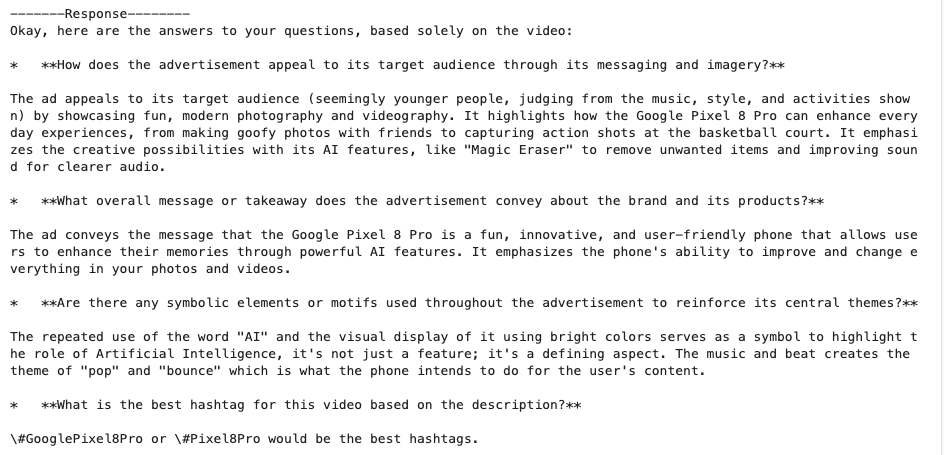 -------Response--------
Okay, here are the answers to your questions, based solely on the video:
*   **How does the advertisement appeal to its target audience through its messaging and imagery?**
The ad appeals to its target audience (seemingly younger people, judging from the music, style, and activities show
n) by showcasing fun, modern photography and videography. It highlights how the Google Pixel 8 Pro can enhance every
day experiences, from making goofy photos with friends to capturing action shots at the basketball court. It emphasi
zes the creative possibilities with its AI features, like "Magic Eraser" to remove unwanted items and improving soun
d for clearer audio.
*   **What overall message or takeaway does the advertisement convey about the brand and its products?**
The ad conveys the message that the Google Pixel 8 Pro is a fun, innovative, and user-friendly phone that allows use
rs to enhance their memories through powerful AI features. It emphasizes the phone's ability to improve and change e
verything in your photos and videos.
*   **Are there any symbolic elements or motifs used throughout the advertisement to reinforce its central themes?**
The repeated use of the word "AI" and the visual display of it using bright colors serves as a symbol to highlight t
he role of Artificial Intelligence, it's not just a feature; it's a defining aspect. The music and beat creates the
theme of "pop" and "bounce" which is what the phone intends to do for the user's content.
*   **What is the best hashtag for this video based on the description?**
\#GooglePixel8Pro or \#Pixel8Pro would be the best hashtags.